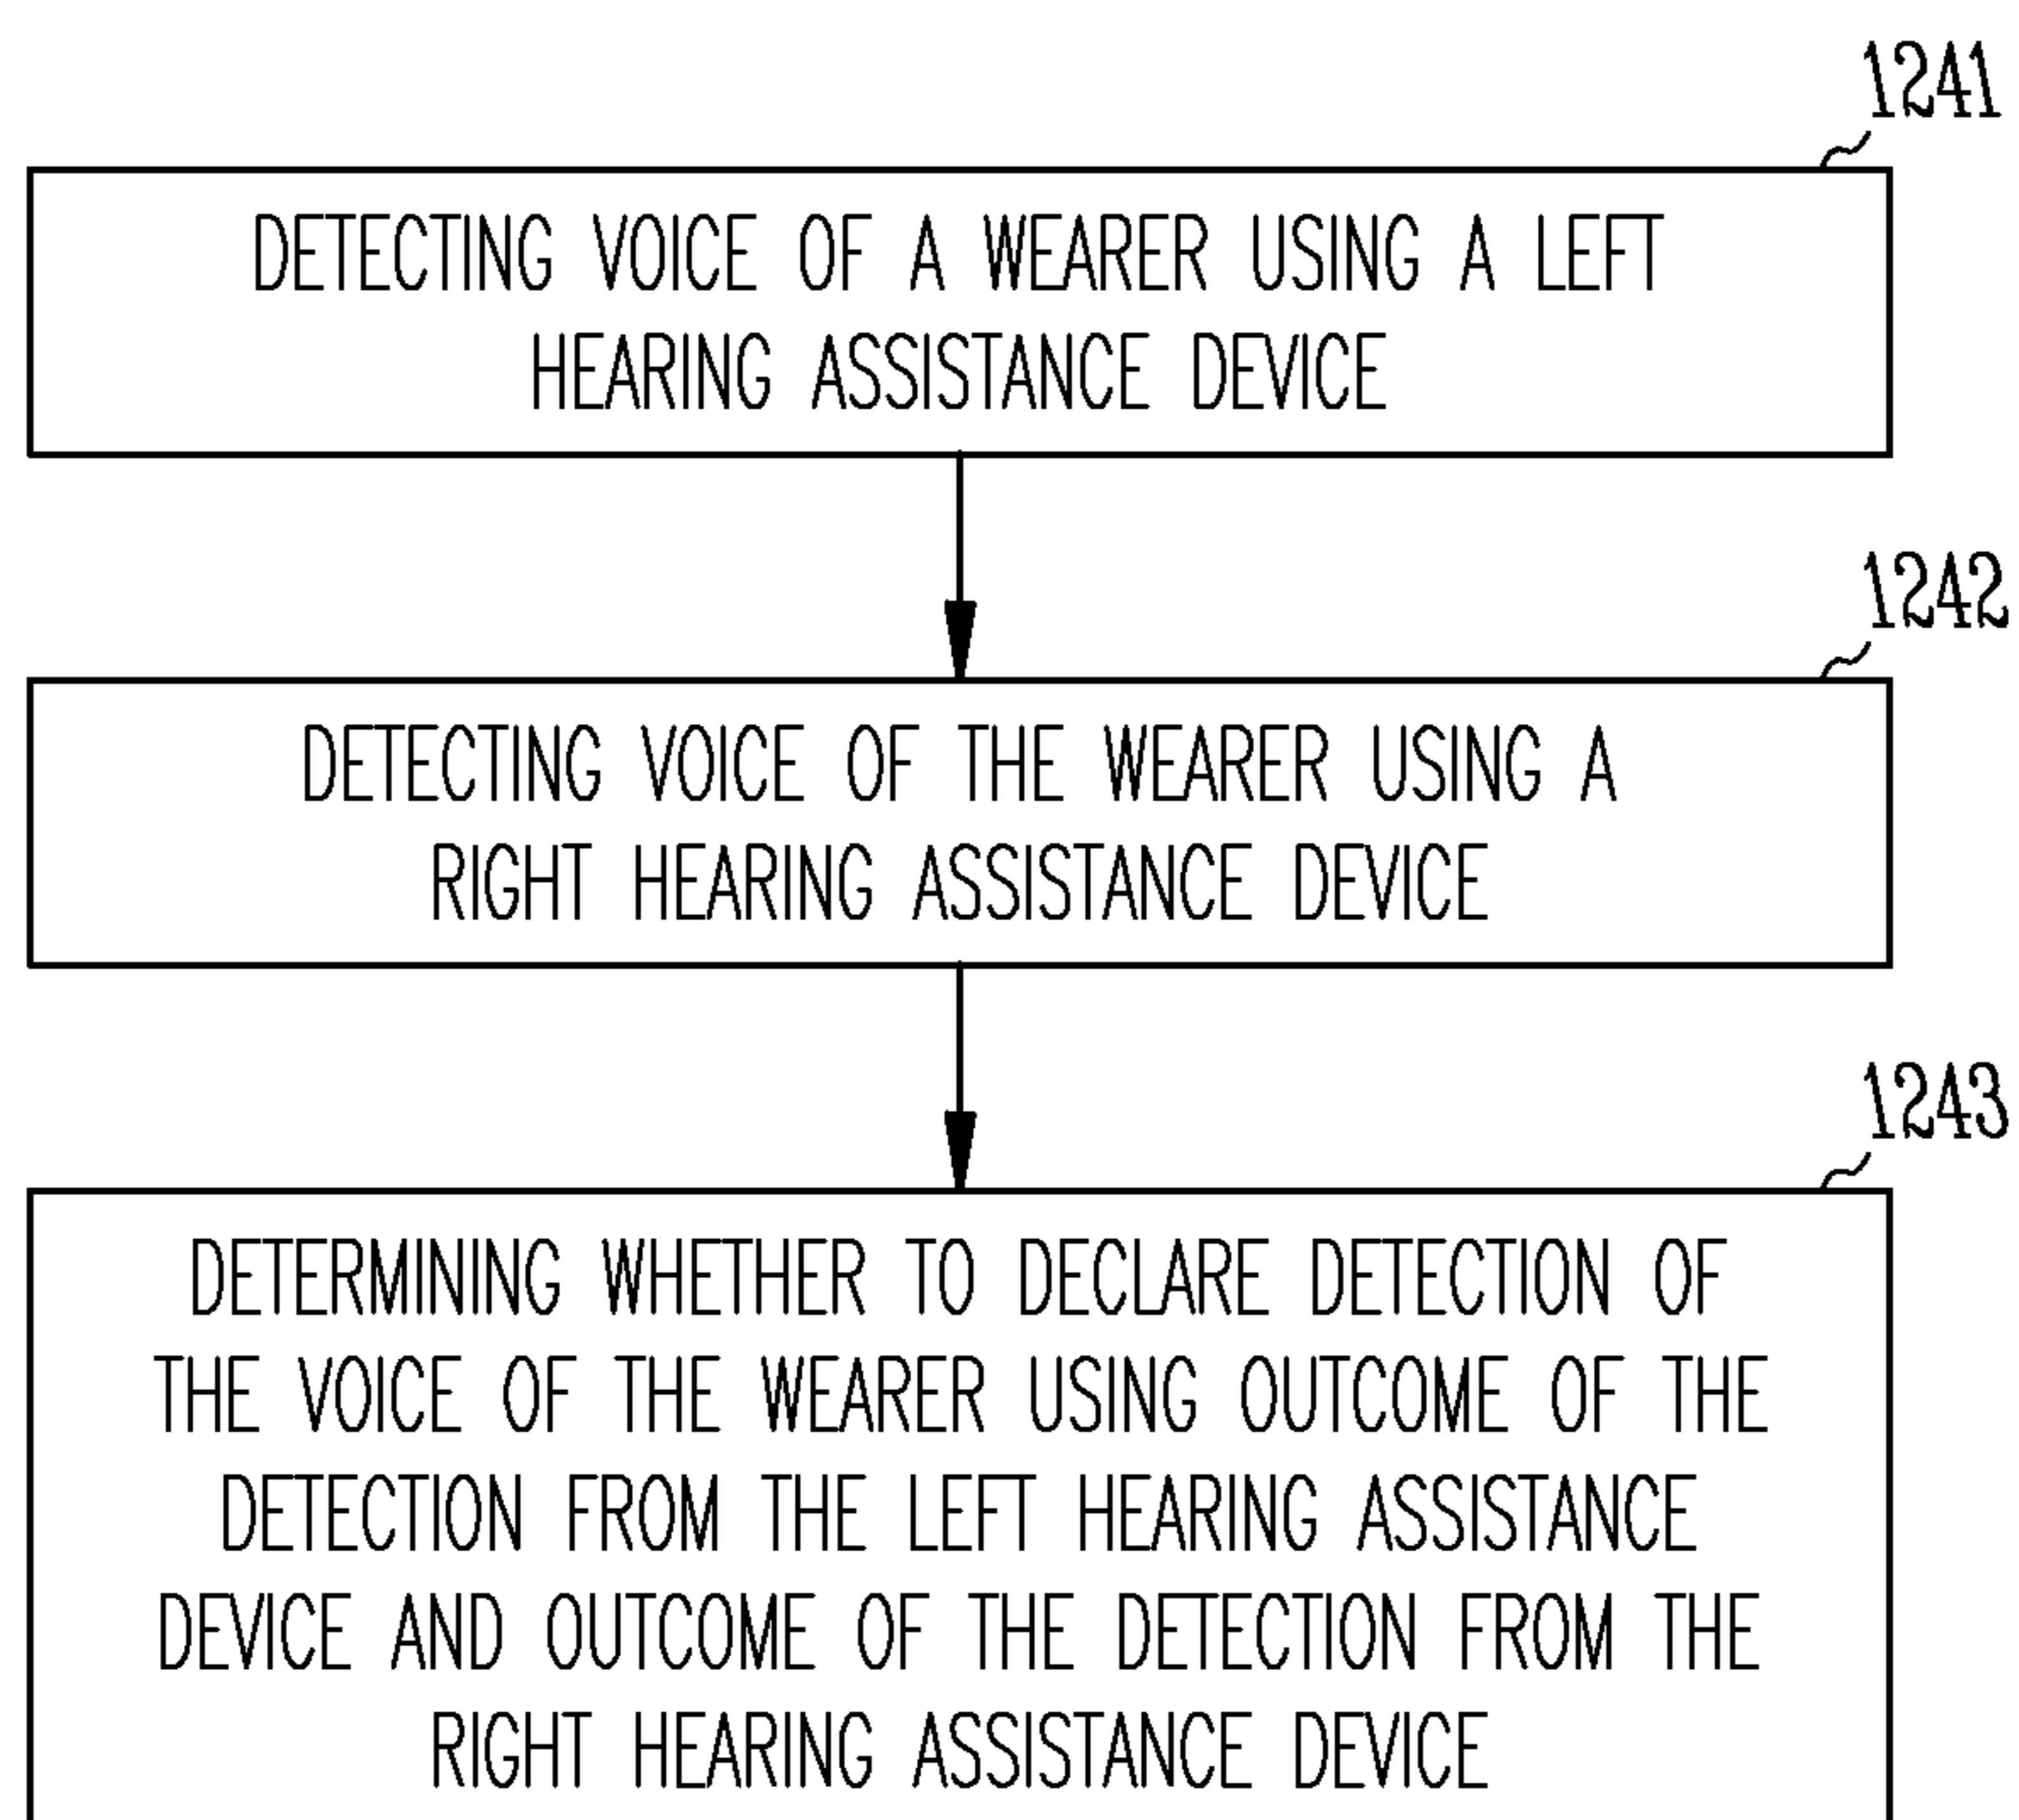 1241
DETECTING VOICE OF A WEARER USING A LEFT
HEARING ASSISTANCE DEVICE
1242
DETECTING VOICE OF THE WEARER USING A
RIGHT HEARING ASSISTANCE DEVICE
1243
DETERMINING WHETHER TO DECLARE DETECTION OF
THE VOICE OF THE WEARER USING OUTCOME OF THE
DETECTION FROM THE LEFT HEARING ASSISTANCE
DEVICE AND OUTCOME OF THE DETECTION FROM THE
RIGHT HEARING ASSISTANCE DEVICE